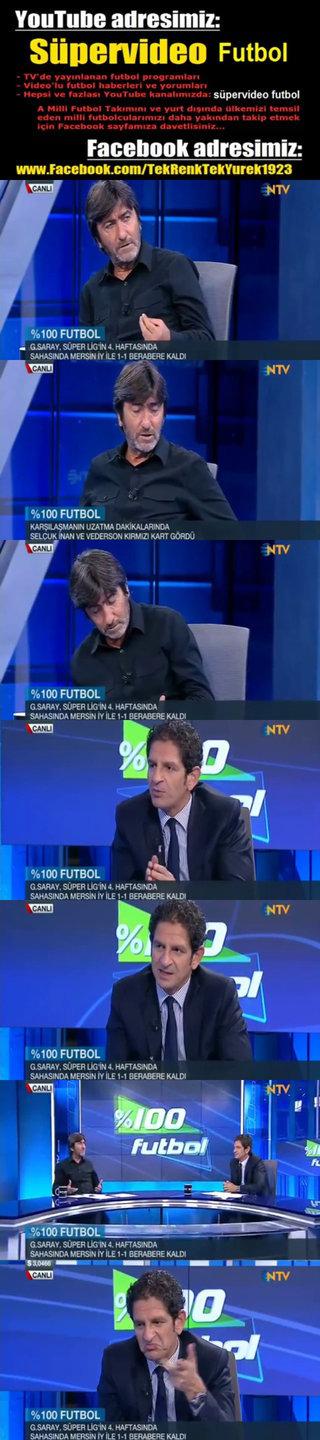 YouTube adresimiz:
Süpervideo Futbol
- TV'de yayınlanan futbol programları
- Video'lu futbol haberleri ve yorumları
- Hepsi ve fazlası YouTube kanalımızda: süpervideo futbol
A Milli Futbol Takımını ve yurt dışında ülkemizi temsil
eden milli futbolcularımızı daha yakından takip etmek
için Facebook sayfamıza davetlisiniz...
Facebook adresimiz:
www.Facebook.com/TekRenkTekYurek1923
CANLI
NTV
%100 FUTBOL
G.SARAY, SÜPER LİG'İN 4. HAFTASINDA
SAHASINDA MERSİN İY İLE 1-1 BERABERE KALDI
CANLI
NTV
%100 FUTBOL
KARŞILAŞMANIN UZATMA DAKİKALARINDA
SELÇUK İNAN VE VEDERSON KIRMIZI KART GÖRDÜ
CANLI
NTV
%100 FUTBOL
G.SARAY, SÜPER LİG'İN 4. HAFTASINDA
SAHASINDA MERSİN İY İLE 1-1 BERABERE KALDI
CANLI
NTV
%100 FUTBOL
G.SARAY, SÜPER LİG'İN 4. HAFTASINDA
SAHASINDA MERSİN İY İLE 1-1 BERABERE KALDI
CANLI
NTV
%100 FUTBOL
G.SARAY, SÜPER LİG'İN 4. HAFTASINDA
SAHASINDA MERSİN İY İLE 1-1 BERABERE KALDI
CANLI
NTV
%100
futbol
%100 FUTBOL
G.SARAY, SÜPER LİG'İN 4. HAFTASINDA
SAHASINDA MERSİN İY İLE 1-1 BERABERE KALDI
$ 3,0466
CANLI
NTV
%100 FUTBOL
G.SARAY, SÜPER LİG'İN 4. HAFTASINDA
SAHASINDA MERSİN İY İLE 1-1 BERABERE KALDI